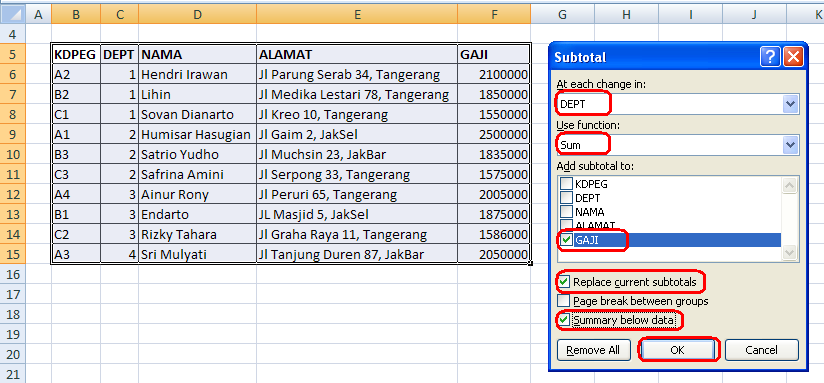 A B C D E F G H I J K
4
5 KDPEG DEPT NAMA ALAMAT GAJI
6 A2 1 Hendri Irawan Jl Parung Serab 34, Tangerang 2100000
7 B2 1 Lihin Jl Medika Lestari 78, Tangerang 1850000
8 C1 1 Sovan Dianarto Jl Kreo 10, Tangerang 1550000
9 A1 2 Humisar Hasugian Jl Gaim 2, JakSel 2500000
10 B3 2 Satrio Yudho Jl Muchsin 23, JakBar 1835000
11 C3 2 Safrina Amini Jl Serpong 33, Tangerang 1575000
12 A4 3 Ainur Rony Jl Peruri 65, Tangerang 2005000
13 B1 3 Endarto JL Masjid 5, JakSel 1875000
14 C2 3 Rizky Tahara Jl Graha Raya 11, Tangerang 1586000
15 A3 4 Sri Mulyati Jl Tanjung Duren 87, JakBar 2050000
16
17
18
19
20
21
Subtotal
At each change in:
DEPT
Use function:
Sum
Add subtotal to:
KDPEG
DEPT
NAMA
ALAMAT
GAJI
Replace current subtotals
Page break between groups
Summary below data
Remove All OK Cancel